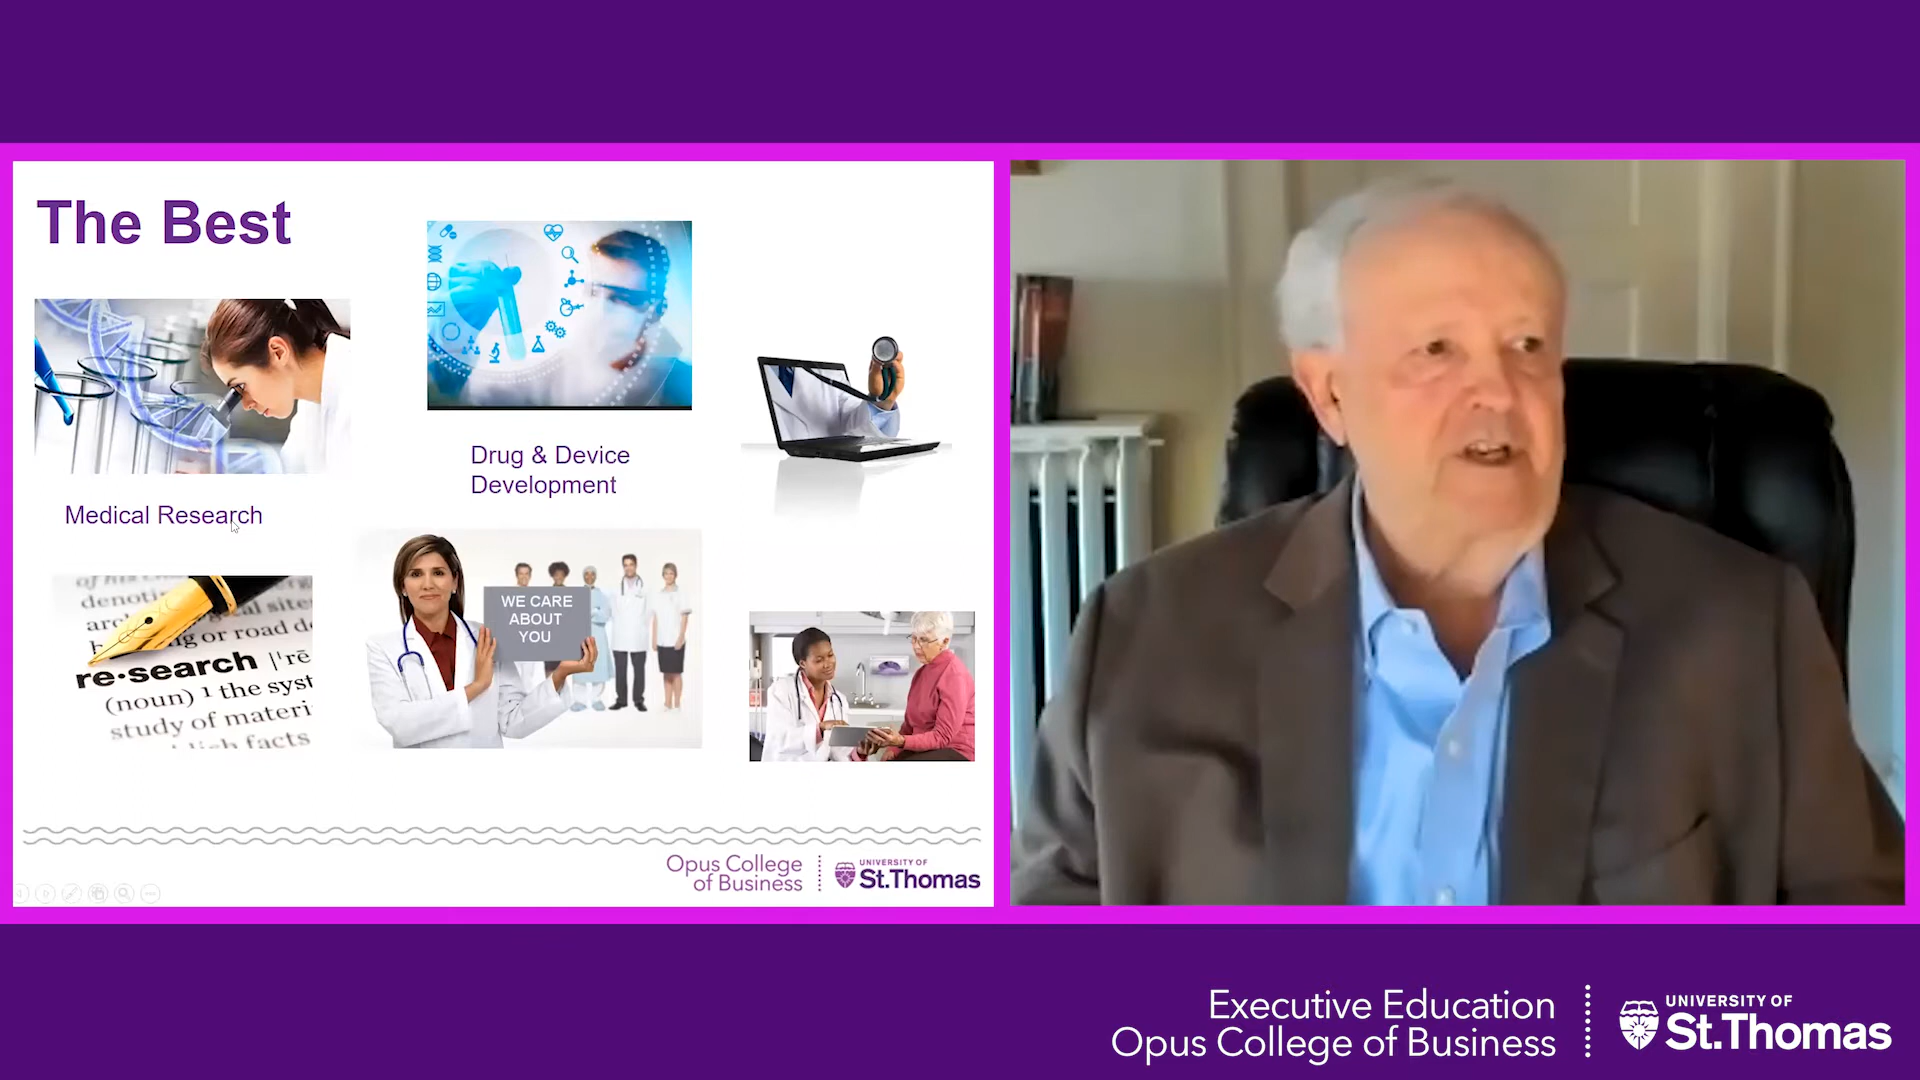 The Best
Medical Research
Drug & Device
Development
re·search
(noun) ¹ the syst
study of materi
WE CARE
ABOUT
YOU
Opus College
of Business
UNIVERSITY OF
St.Thomas
Executive Education
Opus College of Business
UNIVERSITY OF
St.Thomas